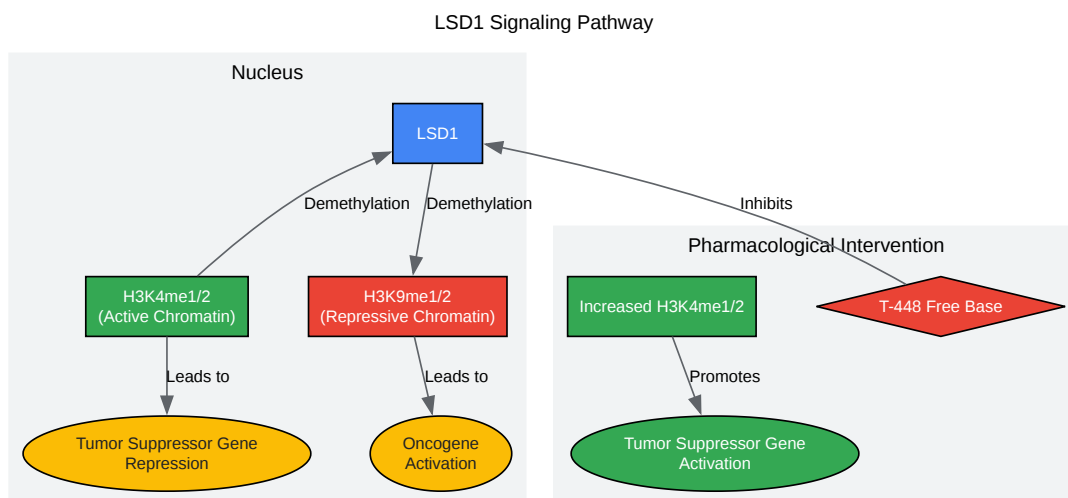 LSD1 Signaling Pathway
Nucleus
LSD1
Demethylation
Demethylation
Inhibits
Pharmacological Intervention
H3K4me1/2
(Active Chromatin)
H3K9me1/2
(Repressive Chromatin)
Increased H3K4me1/2
T-448 Free Base
Leads to
Leads to
Promotes
Tumor Suppressor Gene
Repression
Oncogene
Activation
Tumor Suppressor Gene
Activation